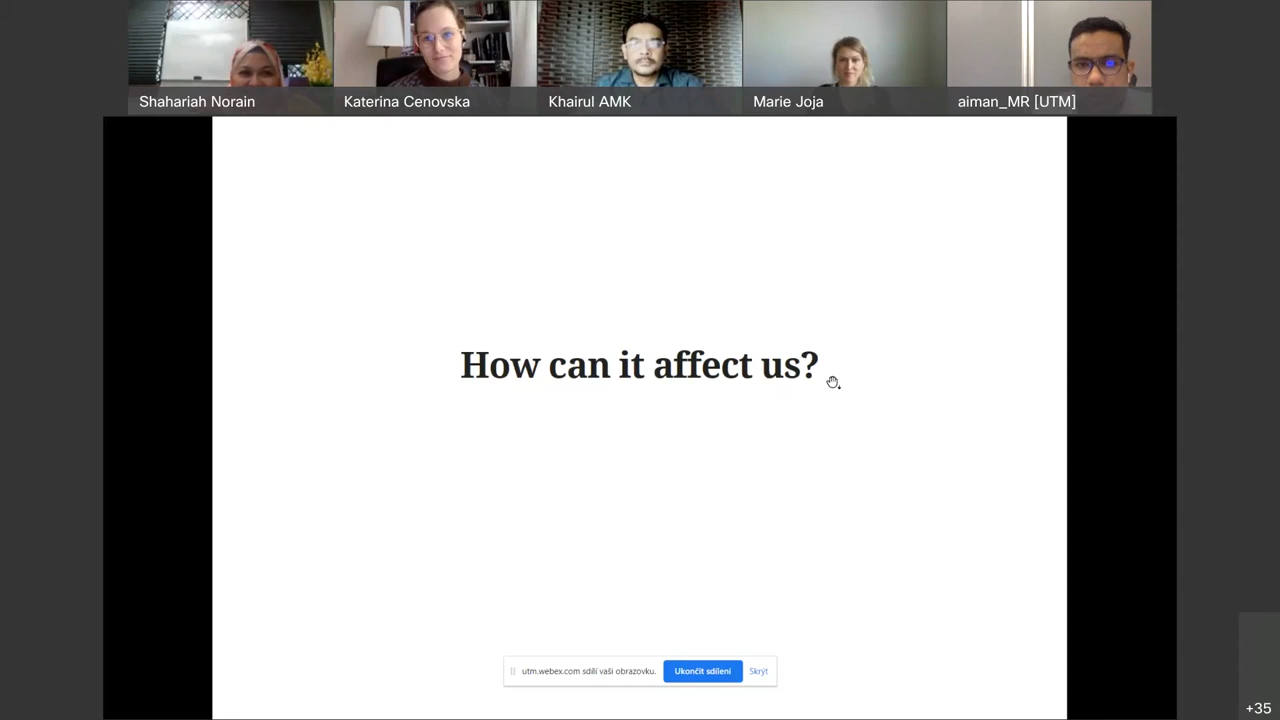 Shahariah Norain
Katerina Cenovska
Khairul AMK
Marie Joja
aiman_MR [UTM]
How can it affect us?
utm.webex.com sdílí vaši obrazovku.
Ukončit sdílení
Skrýt
+35